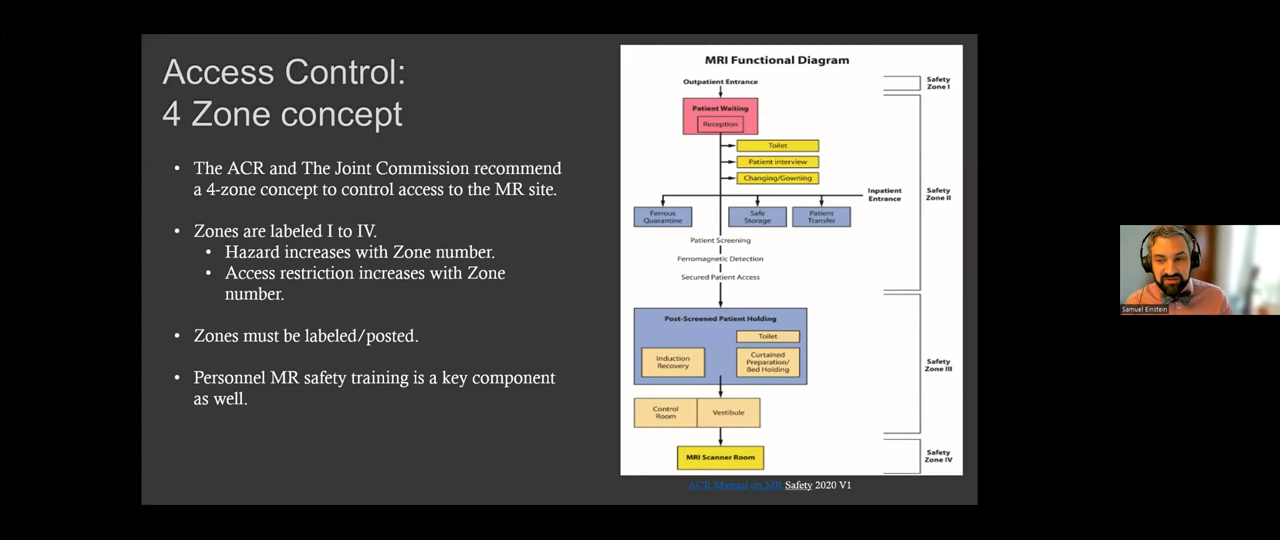 Access Control:
4 Zone concept
• The ACR and The Joint Commission recommend
a 4-zone concept to control access to the MR site.
• Zones are labeled I to IV.
• Hazard increases with Zone number.
• Access restriction increases with Zone
number.
• Zones must be labeled/posted.
• Personnel MR safety training is a key component
as well.
MRI Functional Diagram
Outpatient Entrance
Safety
Zone I
Patient Waiting
Reception
Toilet
Patient interview
Changing/Gowning
Inpatient
Entrance
Safety
Zone II
Ferrous
Quarantine
Safe
Storage
Patient
Transfer
Patient Screening
Ferromagnetic Detection
Secured Patient Access
Post-Screened Patient Holding
Toilet
Induction
Recovery
Curtained
Preparation/
Bed Holding
Safety
Zone III
Control
Room
Vestibule
MRI Scanner Room
Safety
Zone IV
ACR Manual on MR Safety 2020 V1
Samuel Einstein